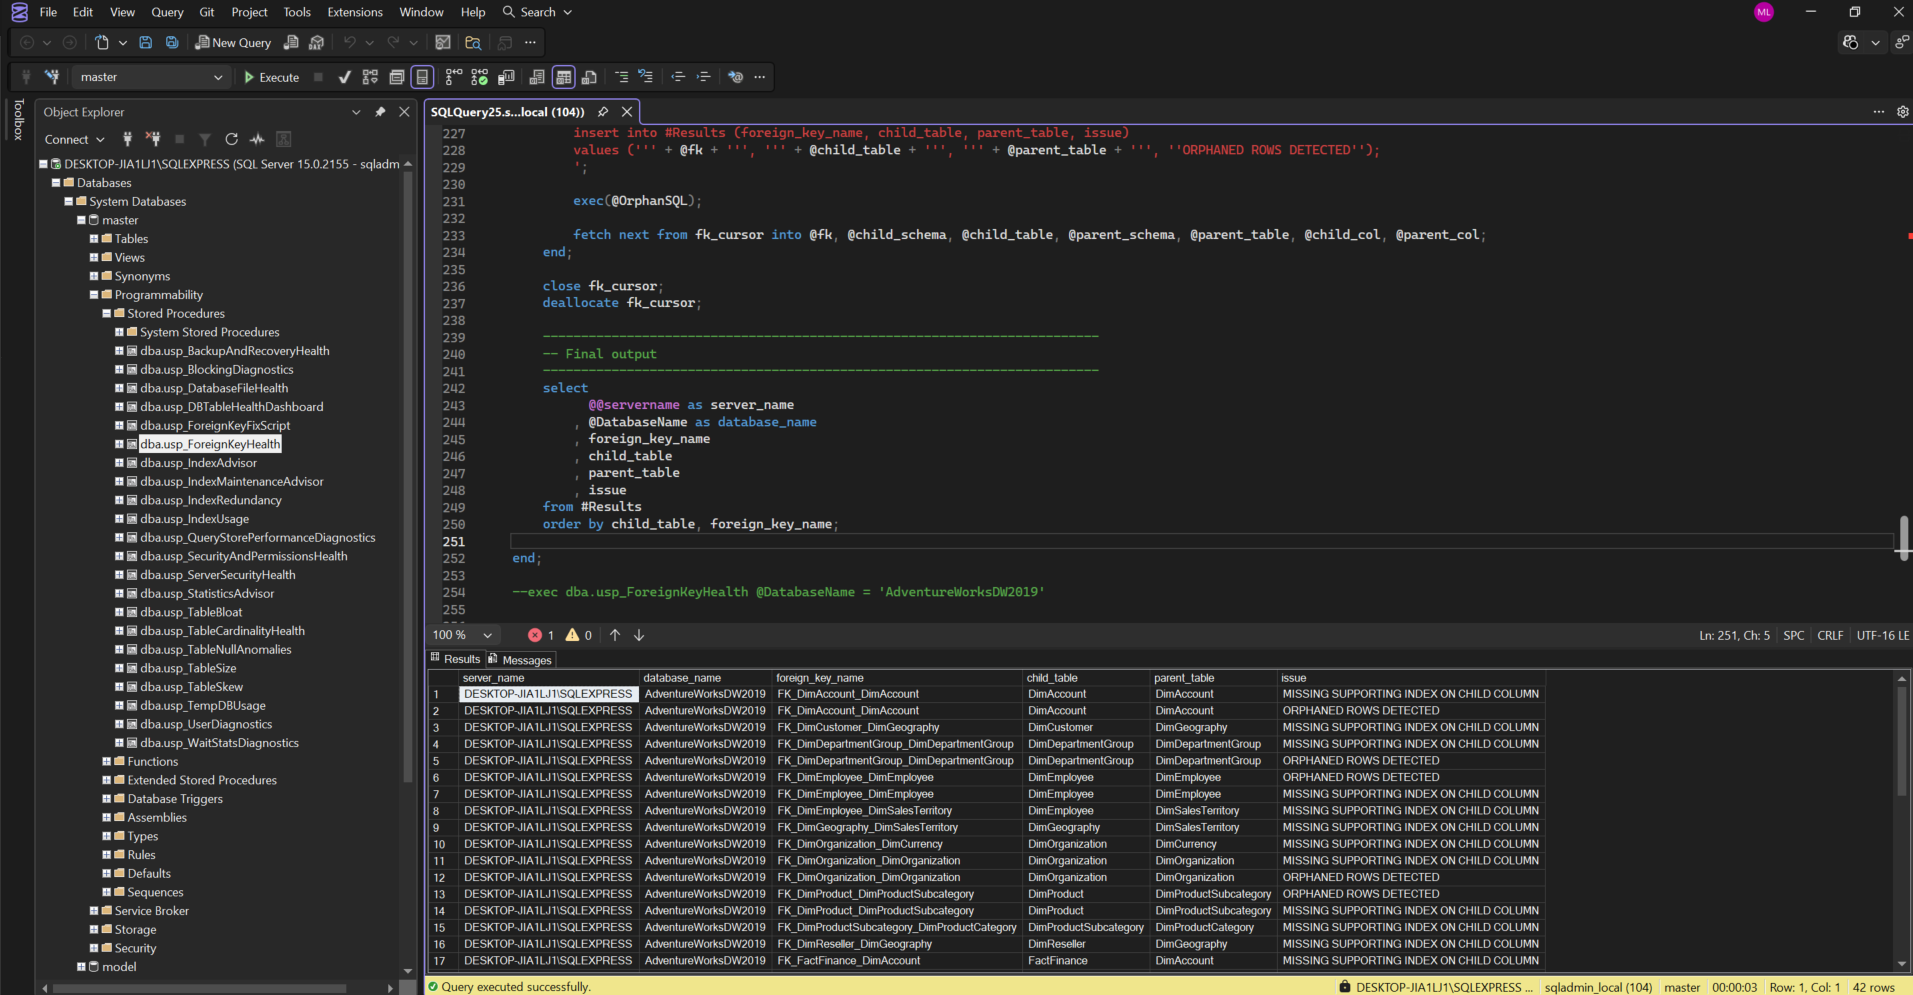 File Edit View Query Git Project Tools Extensions Window Help Search ML
New Query
master Execute
Toolbox
Object Explorer
Connect
DESKTOP-JIA1LJ1\SQLEXPRESS (SQL Server 15.0.2155 - sqladm
Databases
System Databases
master
Tables
Views
Synonyms
Programmability
Stored Procedures
System Stored Procedures
dba.usp_BackupAndRecoveryHealth
dba.usp_BlockingDiagnostics
dba.usp_DatabaseFileHealth
dba.usp_DBTableHealthDashboard
dba.usp_ForeignKeyFixScript
dba.usp_ForeignKeyHealth
dba.usp_IndexAdvisor
dba.usp_IndexMaintenanceAdvisor
dba.usp_IndexRedundancy
dba.usp_IndexUsage
dba.usp_QueryStorePerformanceDiagnostics
dba.usp_SecurityAndPermissionsHealth
dba.usp_ServerSecurityHealth
dba.usp_StatisticsAdvisor
dba.usp_TableBloat
dba.usp_TableCardinalityHealth
dba.usp_TableNullAnomalies
dba.usp_TableSize
dba.usp_TableSkew
dba.usp_TempDBUsage
dba.usp_UserDiagnostics
dba.usp_WaitStatsDiagnostics
Functions
Extended Stored Procedures
Database Triggers
Assemblies
Types
Rules
Defaults
Sequences
Service Broker
Storage
Security
model
SQLQuery25.s...local (104))
227 insert into #Results (foreign_key_name, child_table, parent_table, issue)
228 values (''' + @fk + ''', ''' + @child_table + ''', ''' + @parent_table + ''', ''ORPHANED ROWS DETECTED'');
229 ';
230
231 exec(@OrphanSQL);
232
233 fetch next from fk_cursor into @fk, @child_schema, @child_table, @parent_schema, @parent_table, @child_col, @parent_col;
234 end;
235
236 close fk_cursor;
237 deallocate fk_cursor;
238
239 -------------------------------------------------------------------------
240 -- Final output
241 -------------------------------------------------------------------------
242 select
243 @@servername as server_name
244 , @DatabaseName as database_name
245 , foreign_key_name
246 , child_table
247 , parent_table
248 , issue
249 from #Results
250 order by child_table, foreign_key_name;
251
252 end;
253
254 --exec dba.usp_ForeignKeyHealth @DatabaseName = 'AdventureWorksDW2019'
255
100 % 1 0 Ln: 251, Ch: 5 SPC CRLF UTF-16 LE
Results Messages
server_name database_name foreign_key_name child_table parent_table issue
1 DESKTOP-JIA1LJ1\SQLEXPRESS AdventureWorksDW2019 FK_DimAccount_DimAccount DimAccount DimAccount MISSING SUPPORTING INDEX ON CHILD COLUMN
2 DESKTOP-JIA1LJ1\SQLEXPRESS AdventureWorksDW2019 FK_DimAccount_DimAccount DimAccount DimAccount ORPHANED ROWS DETECTED
3 DESKTOP-JIA1LJ1\SQLEXPRESS AdventureWorksDW2019 FK_DimCustomer_DimGeography DimCustomer DimGeography MISSING SUPPORTING INDEX ON CHILD COLUMN
4 DESKTOP-JIA1LJ1\SQLEXPRESS AdventureWorksDW2019 FK_DimDepartmentGroup_DimDepartmentGroup DimDepartmentGroup DimDepartmentGroup MISSING SUPPORTING INDEX ON CHILD COLUMN
5 DESKTOP-JIA1LJ1\SQLEXPRESS AdventureWorksDW2019 FK_DimDepartmentGroup_DimDepartmentGroup DimDepartmentGroup DimDepartmentGroup ORPHANED ROWS DETECTED
6 DESKTOP-JIA1LJ1\SQLEXPRESS AdventureWorksDW2019 FK_DimEmployee_DimEmployee DimEmployee DimEmployee ORPHANED ROWS DETECTED
7 DESKTOP-JIA1LJ1\SQLEXPRESS AdventureWorksDW2019 FK_DimEmployee_DimEmployee DimEmployee DimEmployee MISSING SUPPORTING INDEX ON CHILD COLUMN
8 DESKTOP-JIA1LJ1\SQLEXPRESS AdventureWorksDW2019 FK_DimEmployee_DimSalesTerritory DimEmployee DimSalesTerritory MISSING SUPPORTING INDEX ON CHILD COLUMN
9 DESKTOP-JIA1LJ1\SQLEXPRESS AdventureWorksDW2019 FK_DimGeography_DimSalesTerritory DimGeography DimSalesTerritory MISSING SUPPORTING INDEX ON CHILD COLUMN
10 DESKTOP-JIA1LJ1\SQLEXPRESS AdventureWorksDW2019 FK_DimOrganization_DimCurrency DimOrganization DimCurrency MISSING SUPPORTING INDEX ON CHILD COLUMN
11 DESKTOP-JIA1LJ1\SQLEXPRESS AdventureWorksDW2019 FK_DimOrganization_DimOrganization DimOrganization DimOrganization MISSING SUPPORTING INDEX ON CHILD COLUMN
12 DESKTOP-JIA1LJ1\SQLEXPRESS AdventureWorksDW2019 FK_DimOrganization_DimOrganization DimOrganization DimOrganization ORPHANED ROWS DETECTED
13 DESKTOP-JIA1LJ1\SQLEXPRESS AdventureWorksDW2019 FK_DimProduct_DimProductSubcategory DimProduct DimProductSubcategory ORPHANED ROWS DETECTED
14 DESKTOP-JIA1LJ1\SQLEXPRESS AdventureWorksDW2019 FK_DimProduct_DimProductSubcategory DimProduct DimProductSubcategory MISSING SUPPORTING INDEX ON CHILD COLUMN
15 DESKTOP-JIA1LJ1\SQLEXPRESS AdventureWorksDW2019 FK_DimProductSubcategory_DimProductCategory DimProductSubcategory DimProductCategory MISSING SUPPORTING INDEX ON CHILD COLUMN
16 DESKTOP-JIA1LJ1\SQLEXPRESS AdventureWorksDW2019 FK_DimReseller_DimGeography DimReseller DimGeography MISSING SUPPORTING INDEX ON CHILD COLUMN
17 DESKTOP-JIA1LJ1\SQLEXPRESS AdventureWorksDW2019 FK_FactFinance_DimAccount FactFinance DimAccount MISSING SUPPORTING INDEX ON CHILD COLUMN
Query executed successfully. DESKTOP-JIA1LJ1\SQLEXPRESS ... sqladmin_local (104) master 00:00:03 Row: 1, Col: 1 42 rows